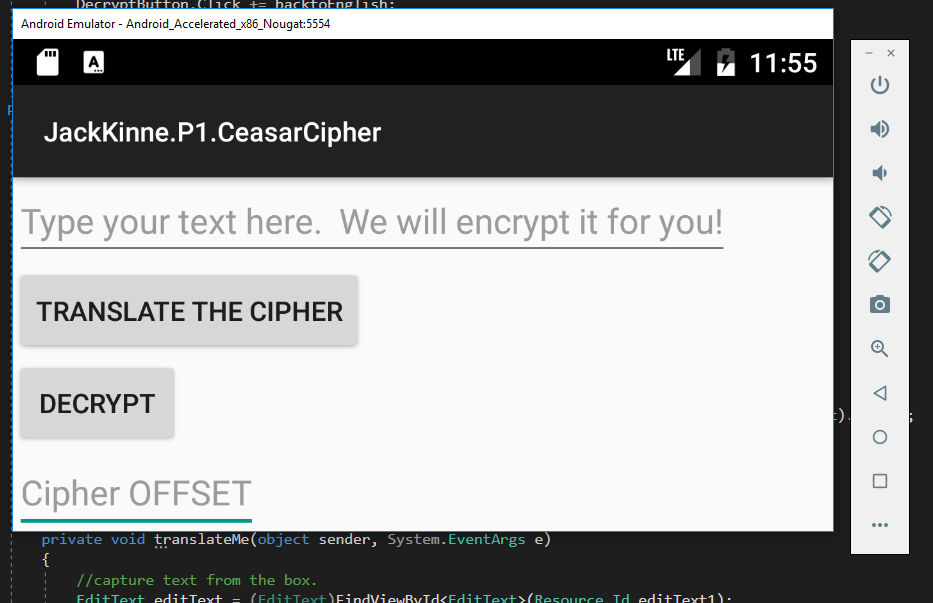 DecryptButton.Click += backtoEnglish;
Android Emulator - Android_Accelerated_x86_Nougat:5554
LTE 11:55
JackKinne.P1.CeasarCipher
Type your text here.  We will encrypt it for you!
TRANSLATE THE CIPHER
DECRYPT
Cipher OFFSET
private void translateMe(object sender, System.EventArgs e)
{
//capture text from the box.
EditText editText = (EditText)FindViewById<EditText>(Resource.Id.editText1);